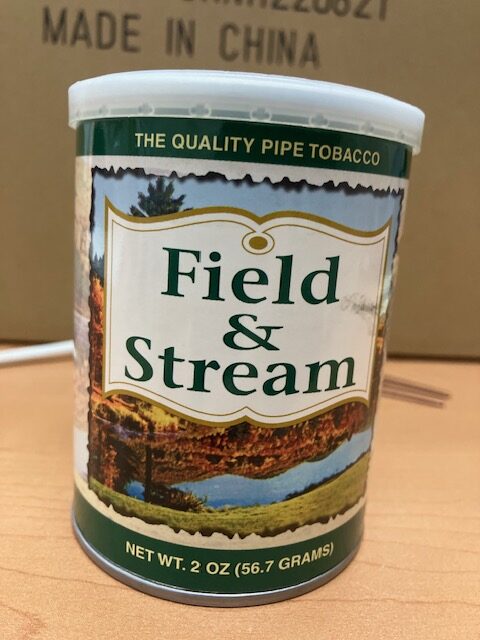 MADE IN CHINA
THE QUALITY PIPE TOBACCO
Field
&
Stream
NET WT. 2 OZ (56.7 GRAMS)